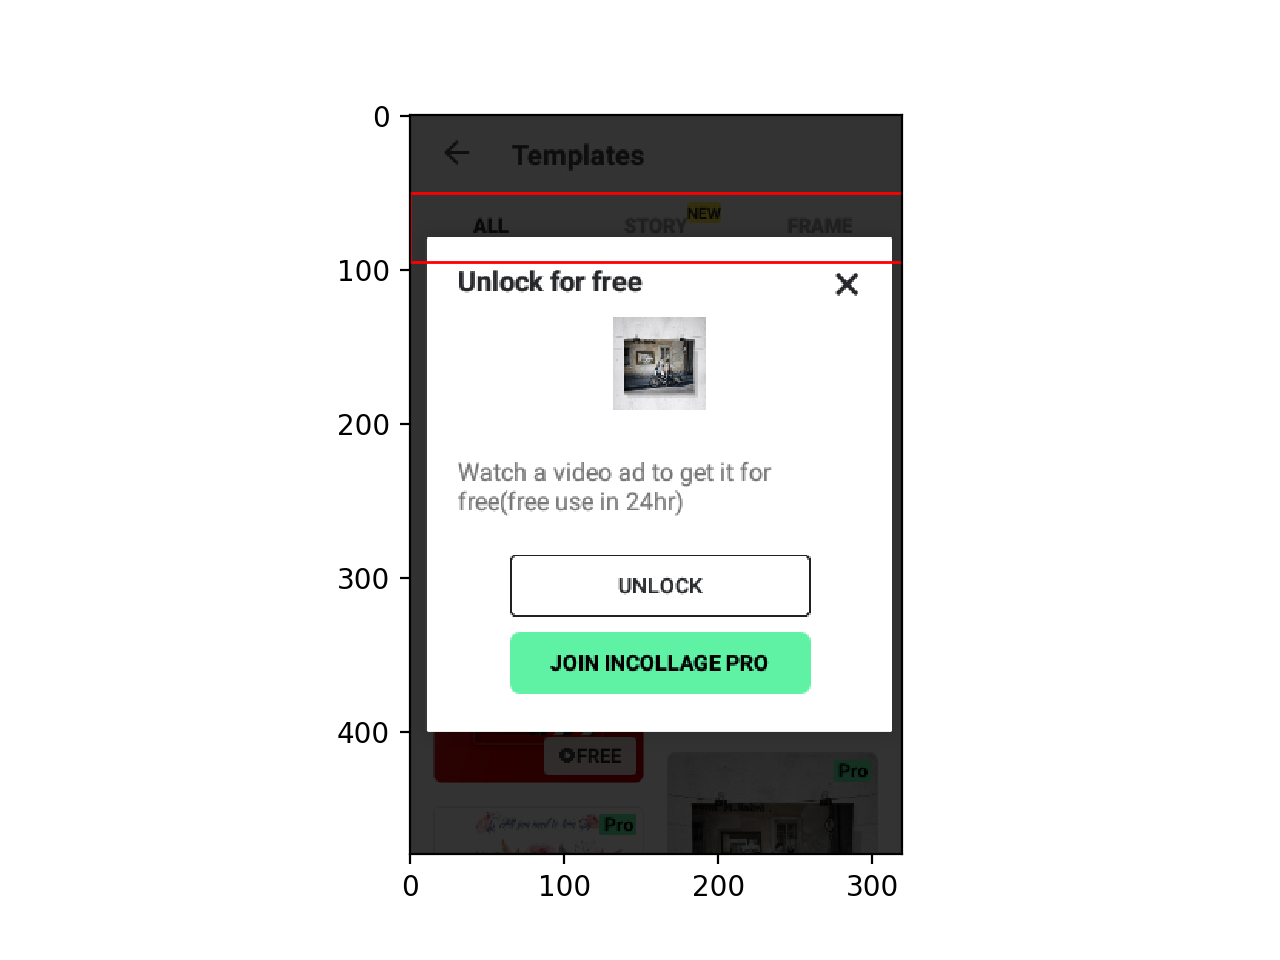 0
Templates
ALL
STORY
NEW
FRAME
100
Unlock for free
200
Watch a video ad to get it for
free(free use in 24hr)
300
UNLOCK
JOIN INCOLLAGE PRO
400
FREE
Pro
Pro
0
100
200
300